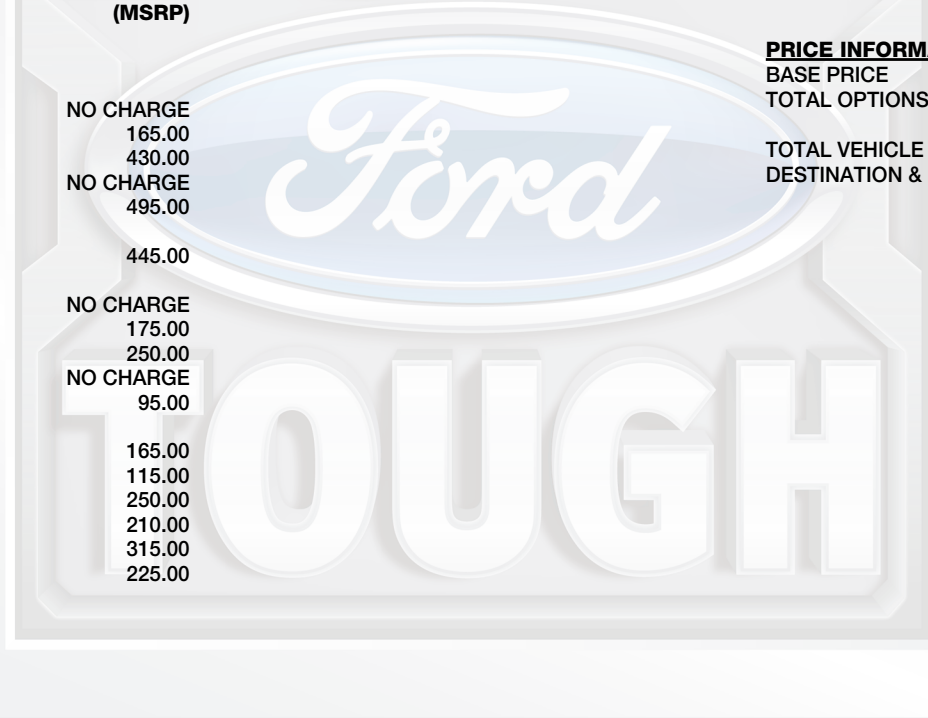 (MSRP)
NO CHARGE
165.00
430.00
NO CHARGE
495.00
445.00
NO CHARGE
175.00
250.00
NO CHARGE
95.00
165.00
115.00
250.00
210.00
315.00
225.00
PRICE INFORMA
BASE PRICE
TOTAL OPTIONS
TOTAL VEHICLE
DESTINATION &
Ford
TOUGH